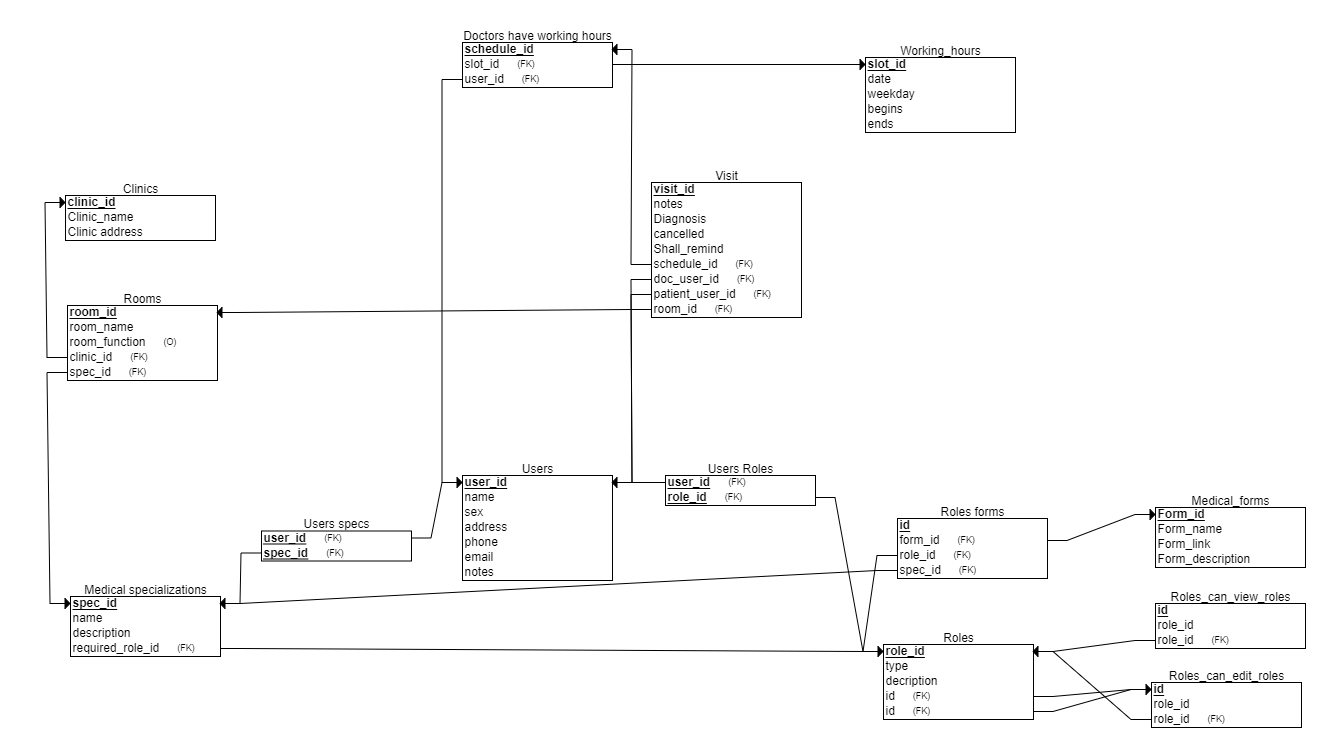 Doctors have working hours
schedule_id
slot_id (FK)
user_id (FK)
Working_hours
slot_id
date
weekday
begins
ends
Visit
visit_id
notes
Diagnosis
cancelled
Shall_remind
schedule_id (FK)
doc_user_id (FK)
patient_user_id (FK)
room_id (FK)
Clinics
clinic_id
Clinic_name
Clinic address
Rooms
room_id
room_name
room_function (O)
clinic_id (FK)
spec_id (FK)
Users
user_id
name
sex
address
phone
email
notes
Users Roles
user_id (FK)
role_id (FK)
Users specs
user_id (FK)
spec_id (FK)
Roles forms
id
form_id (FK)
role_id (FK)
spec_id (FK)
Medical_forms
Form_id
Form_name
Form_link
Form_description
Medical specializations
spec_id
name
description
required_role_id (FK)
Roles
role_id
type
decription
id (FK)
id (FK)
Roles_can_view_roles
id
role_id
role_id (FK)
Roles_can_edit_roles
id
role_id
role_id (FK)